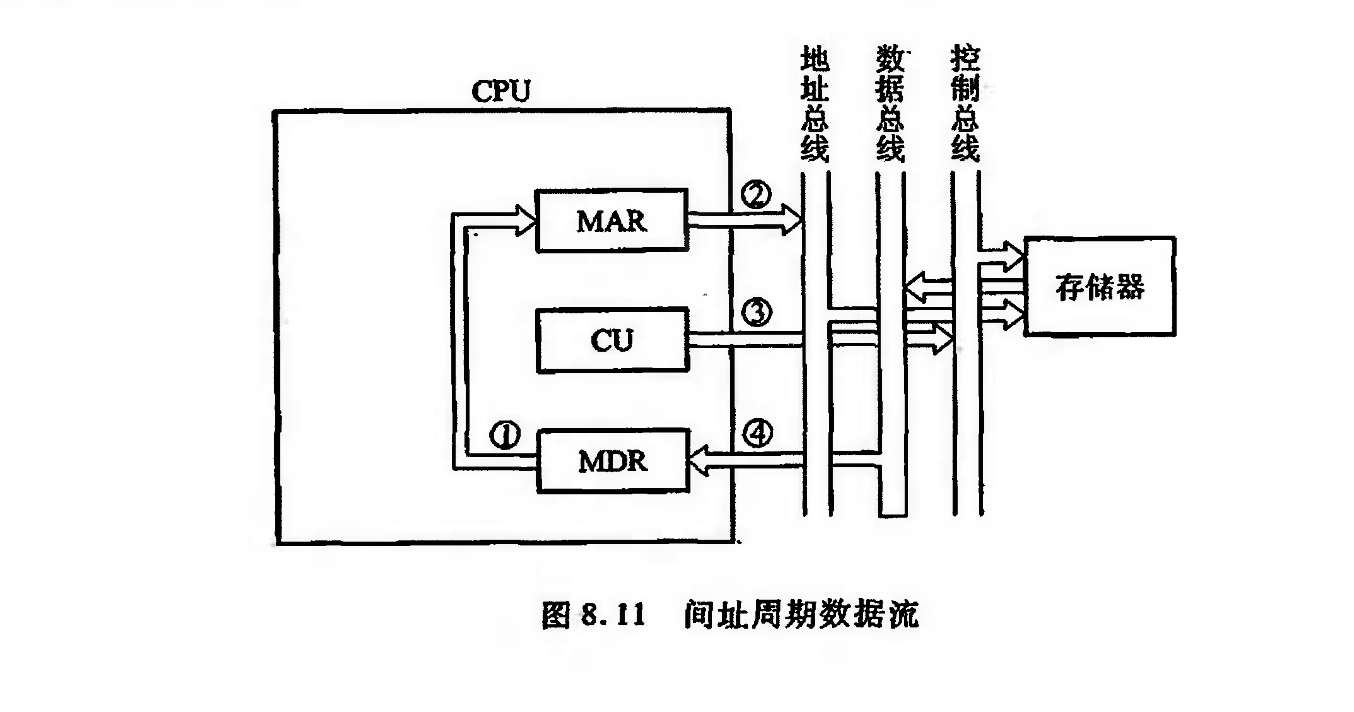 CPU
地址总线
数据总线
控制总线
MAR
②
存储器
CU
③
①
MDR
④
图 8.11 间址周期数据流